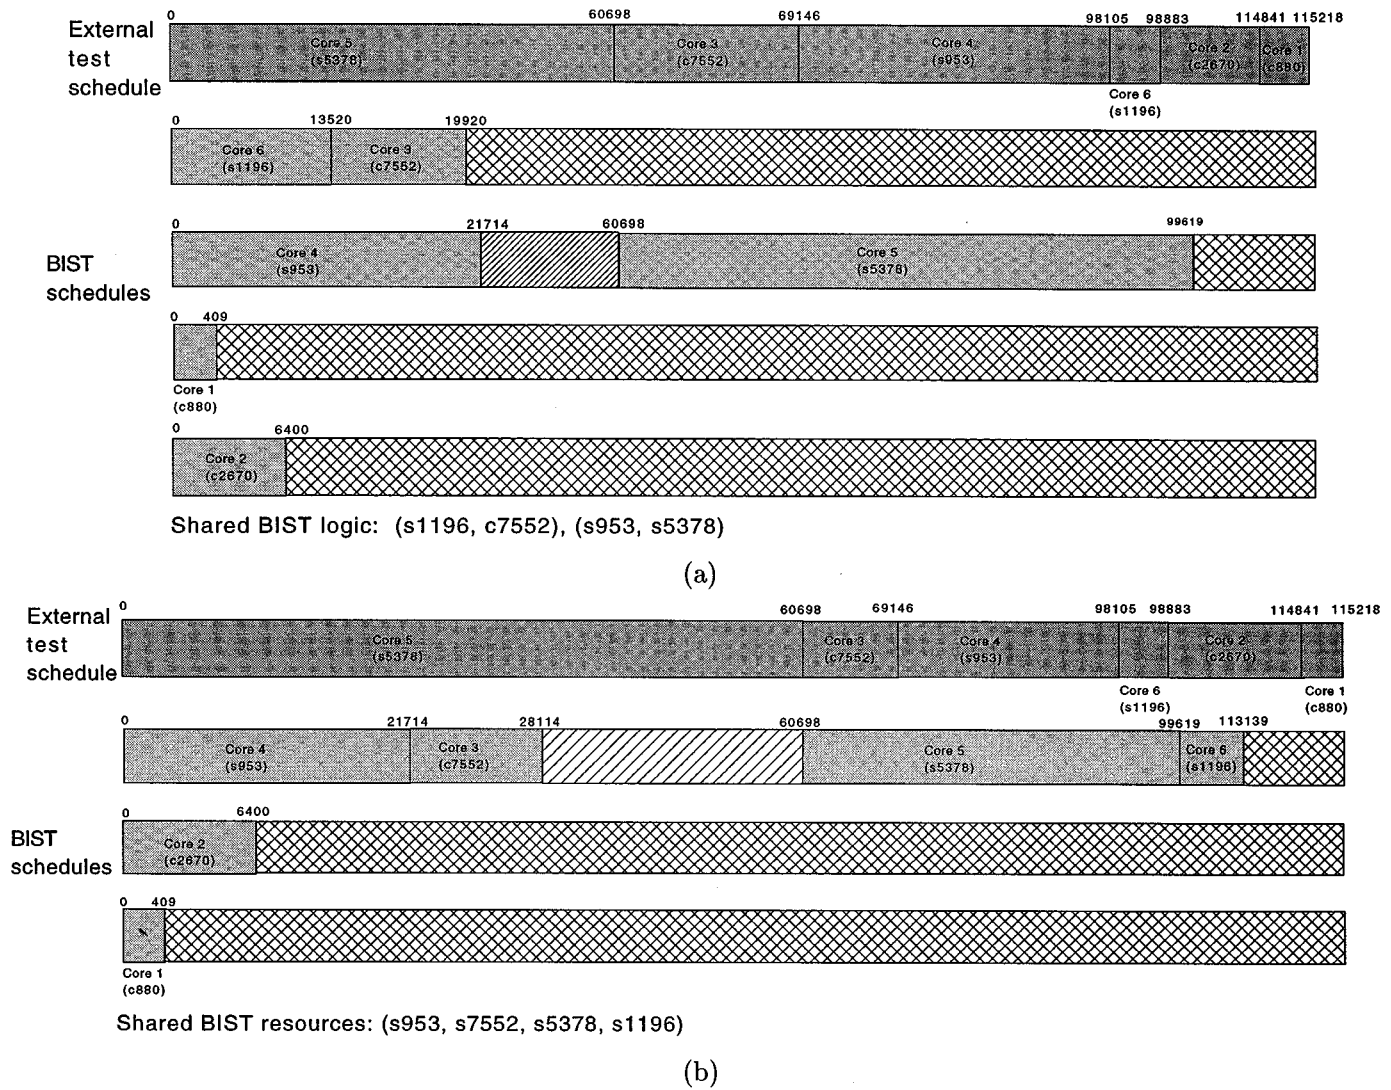 0 60698 69146 98105 98883 114841 115218
External
test
schedule
Core 5
(s5378)
Core 3
(c7552)
Core 4
(s953)
Core 2
(c2670)
Core 1
(c880)
Core 6
(s1196)
0 13520 19920
Core 6
(s1196)
Core 3
(c7552)
0 21714 60698 99619
Core 4
(s953)
Core 5
(s5378)
BIST
schedules
0 409
Core 1
(c880)
0 6400
Core 2
(c2670)
Shared BIST logic: (s1196, c7552), (s953, s5378)
(a)
0 60698 69146 98105 98883 114841 115218
External
test
schedule
Core 5
(s5378)
Core 3
(c7552)
Core 4
(s953)
Core 2
(c2670)
Core 6
(s1196)
Core 1
(c880)
0 21714 28114 60698 99619 113139
Core 4
(s953)
Core 3
(c7552)
Core 5
(s5378)
Core 6
(s1196)
0 6400
Core 2
(c2670)
BIST
schedules
0 409
Core 1
(c880)
Shared BIST resources: (s953, s7552, s5378, s1196)
(b)